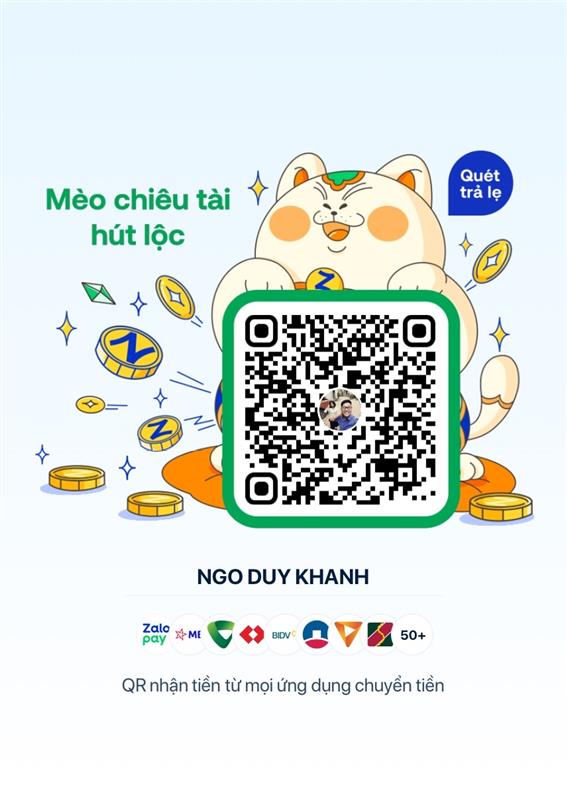 Mèo chiêu tài
hút lộc
Quét
trả lẹ
NGO DUY KHANH
Zalo
pay
MB
BIDV
50+
QR nhận tiền từ mọi ứng dụng chuyển tiền